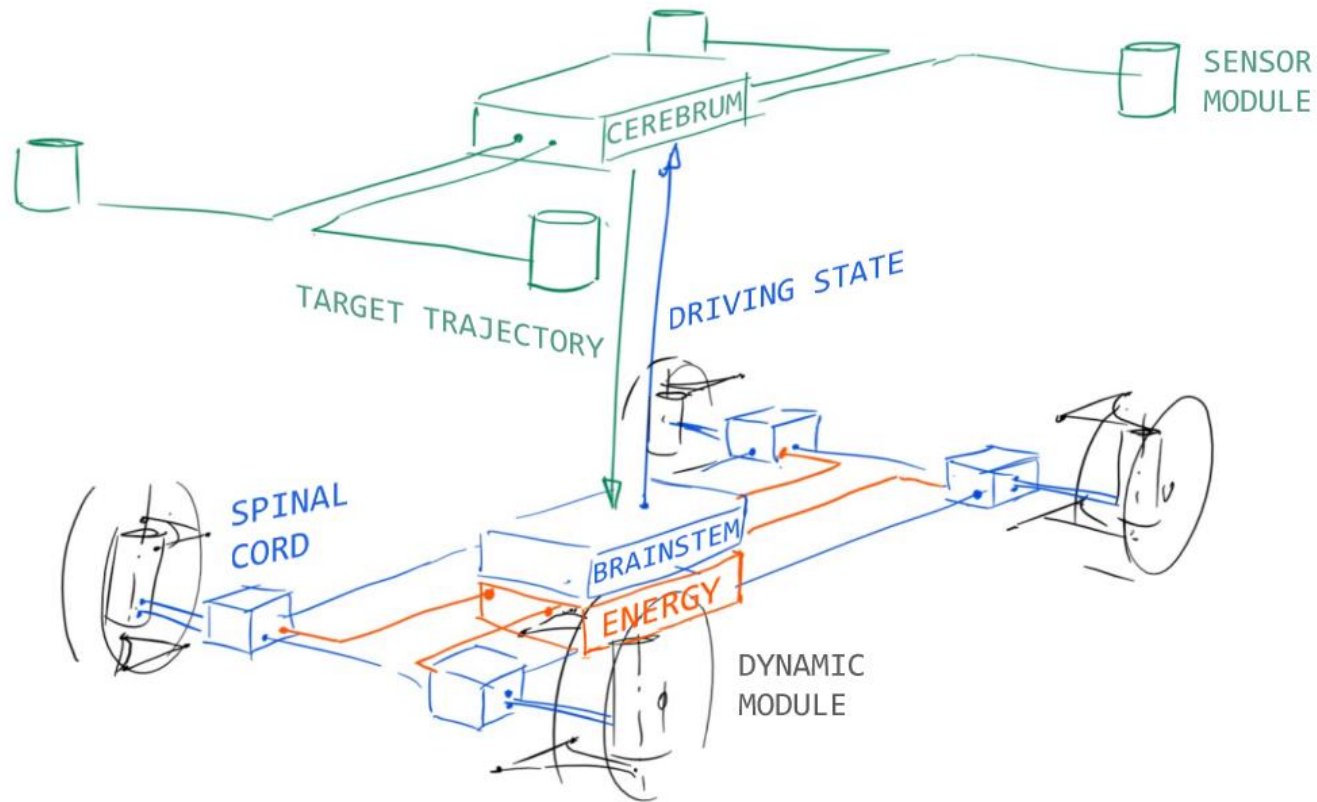 SENSOR
MODULE
CEREBRUM
TARGET TRAJECTORY
DRIVING STATE
SPINAL
CORD
BRAINSTEM
ENERGY
DYNAMIC
MODULE